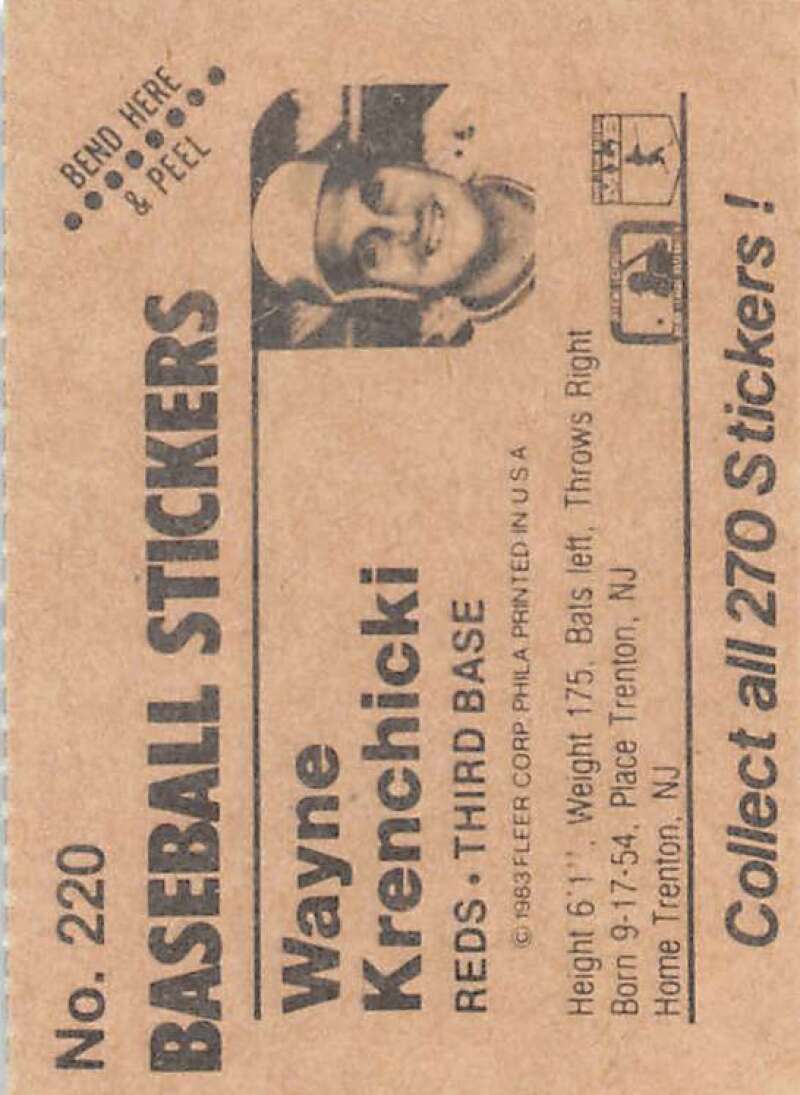 No. 220
BEND HERE
& PEEL
BASEBALL STICKERS
Wayne
Krenchicki
REDS • THIRD BASE
© 1983 FLEER CORP. PHILA. PRINTED IN U S A
Height 6'1", Weight 175, Bats left, Throws Right
Born 9-17-54, Place Trenton, NJ
Home Trenton, NJ
Collect all 270 Stickers!